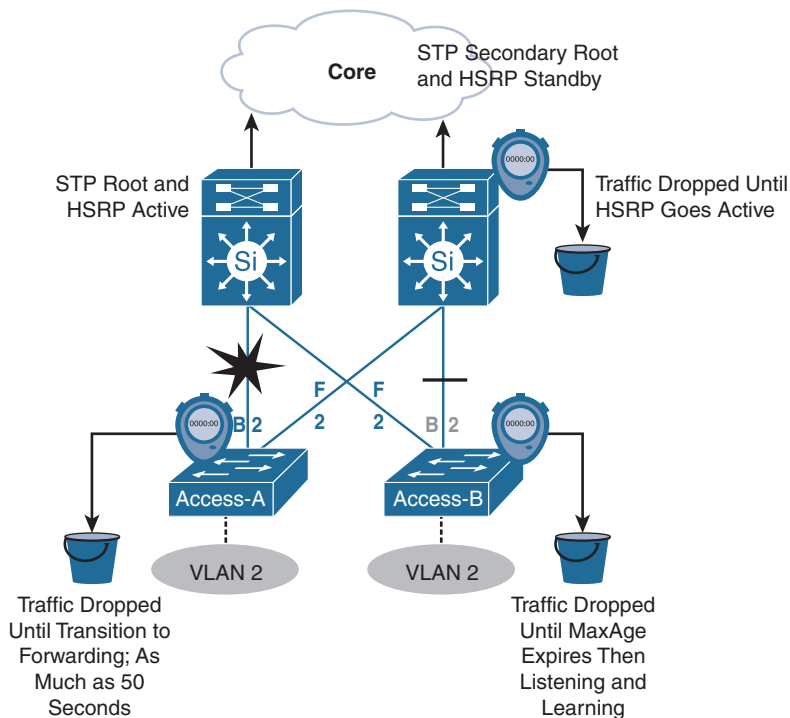 Core
STP Secondary Root
and HSRP Standby
STP Root and
HSRP Active
0000:00
Traffic Dropped Until
HSRP Goes Active
Si
Si
F
F
2
2
B 2
B 2
0000:00
0000:00
Access-A
Access-B
VLAN 2
VLAN 2
Traffic Dropped
Until Transition to
Forwarding; As
Much as 50
Seconds
Traffic Dropped
Until MaxAge
Expires Then
Listening and
Learning